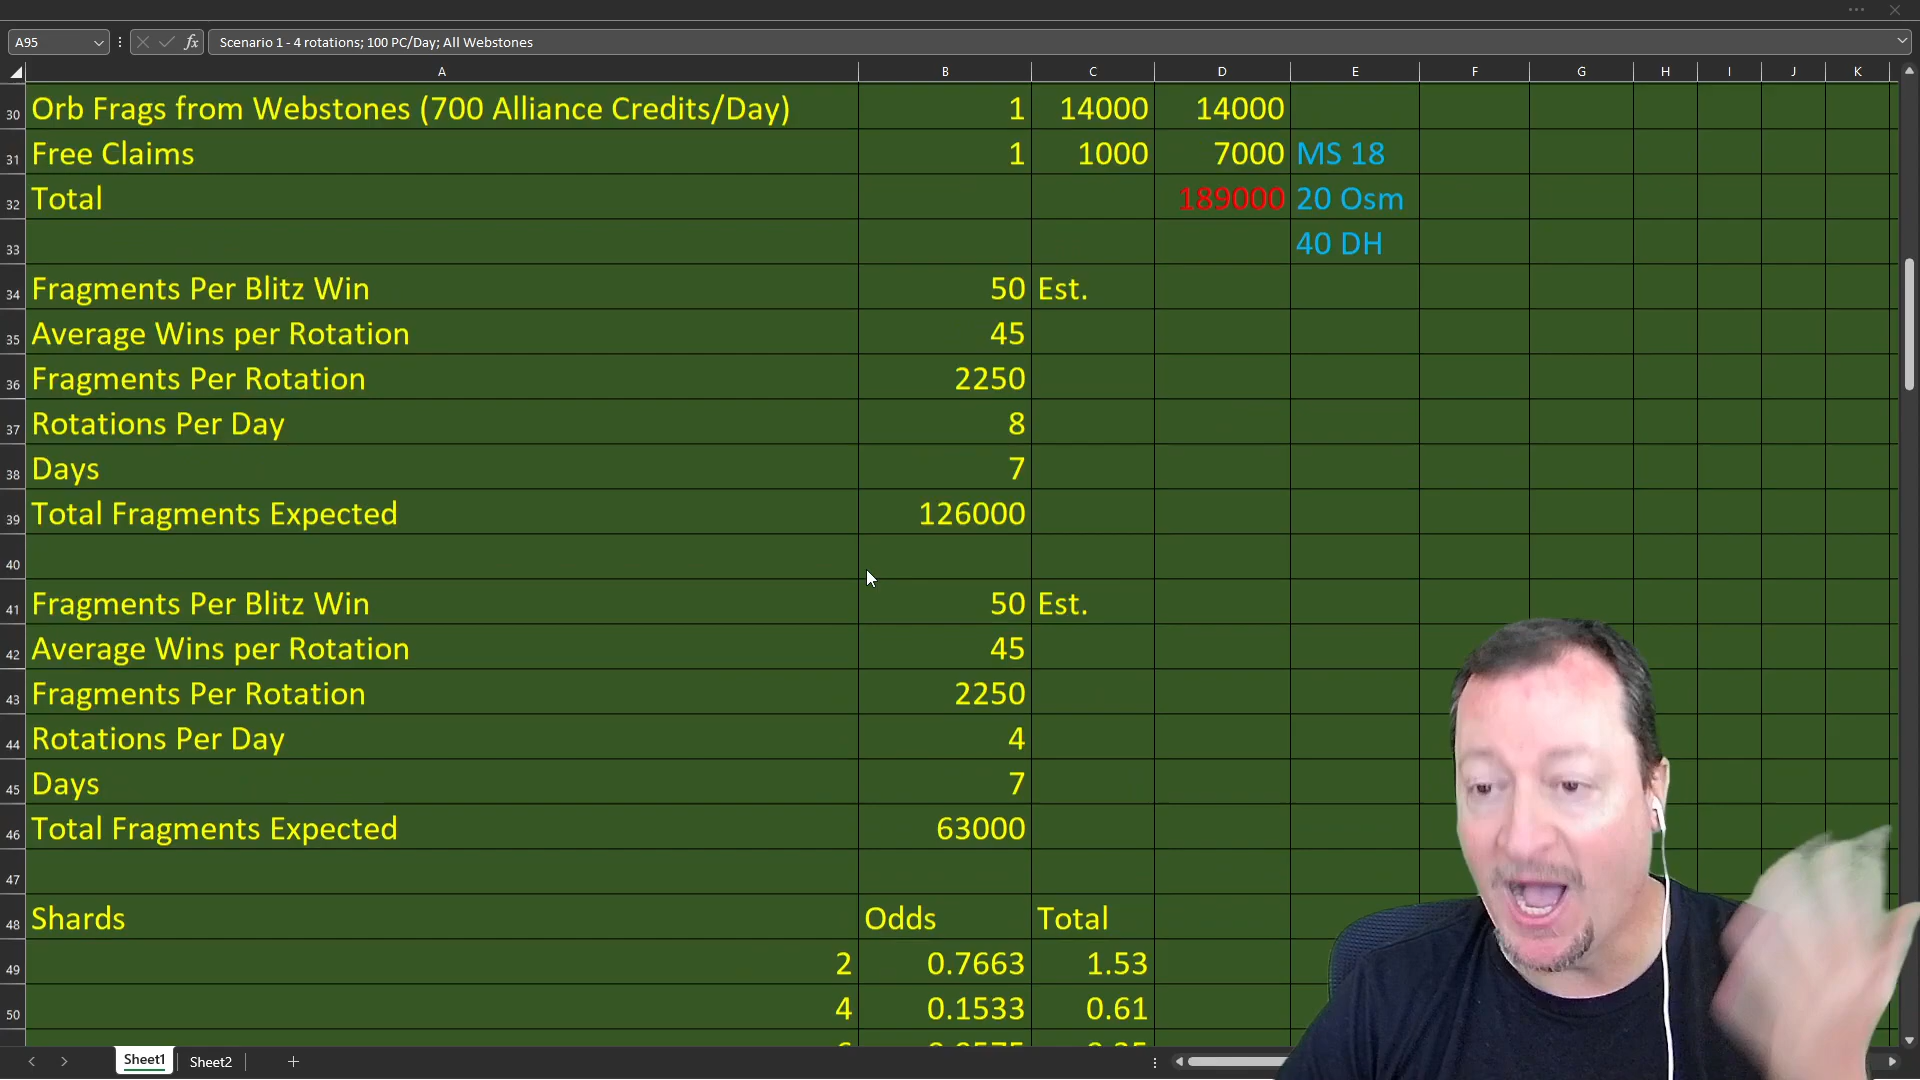 A95 fx Scenario 1 - 4 rotations; 100 PC/Day; All Webstones
A B C D E F G H I J K
30 Orb Frags from Webstones (700 Alliance Credits/Day) 1 14000 14000
31 Free Claims 1 1000 7000 MS 18
32 Total 189000 20 Osm
33 40 DH
34 Fragments Per Blitz Win 50 Est.
35 Average Wins per Rotation 45
36 Fragments Per Rotation 2250
37 Rotations Per Day 8
38 Days 7
39 Total Fragments Expected 126000
40
41 Fragments Per Blitz Win 50 Est.
42 Average Wins per Rotation 45
43 Fragments Per Rotation 2250
44 Rotations Per Day 4
45 Days 7
46 Total Fragments Expected 63000
47
48 Shards Odds Total
49 2 0.7663 1.53
50 4 0.1533 0.61
Sheet1 Sheet2